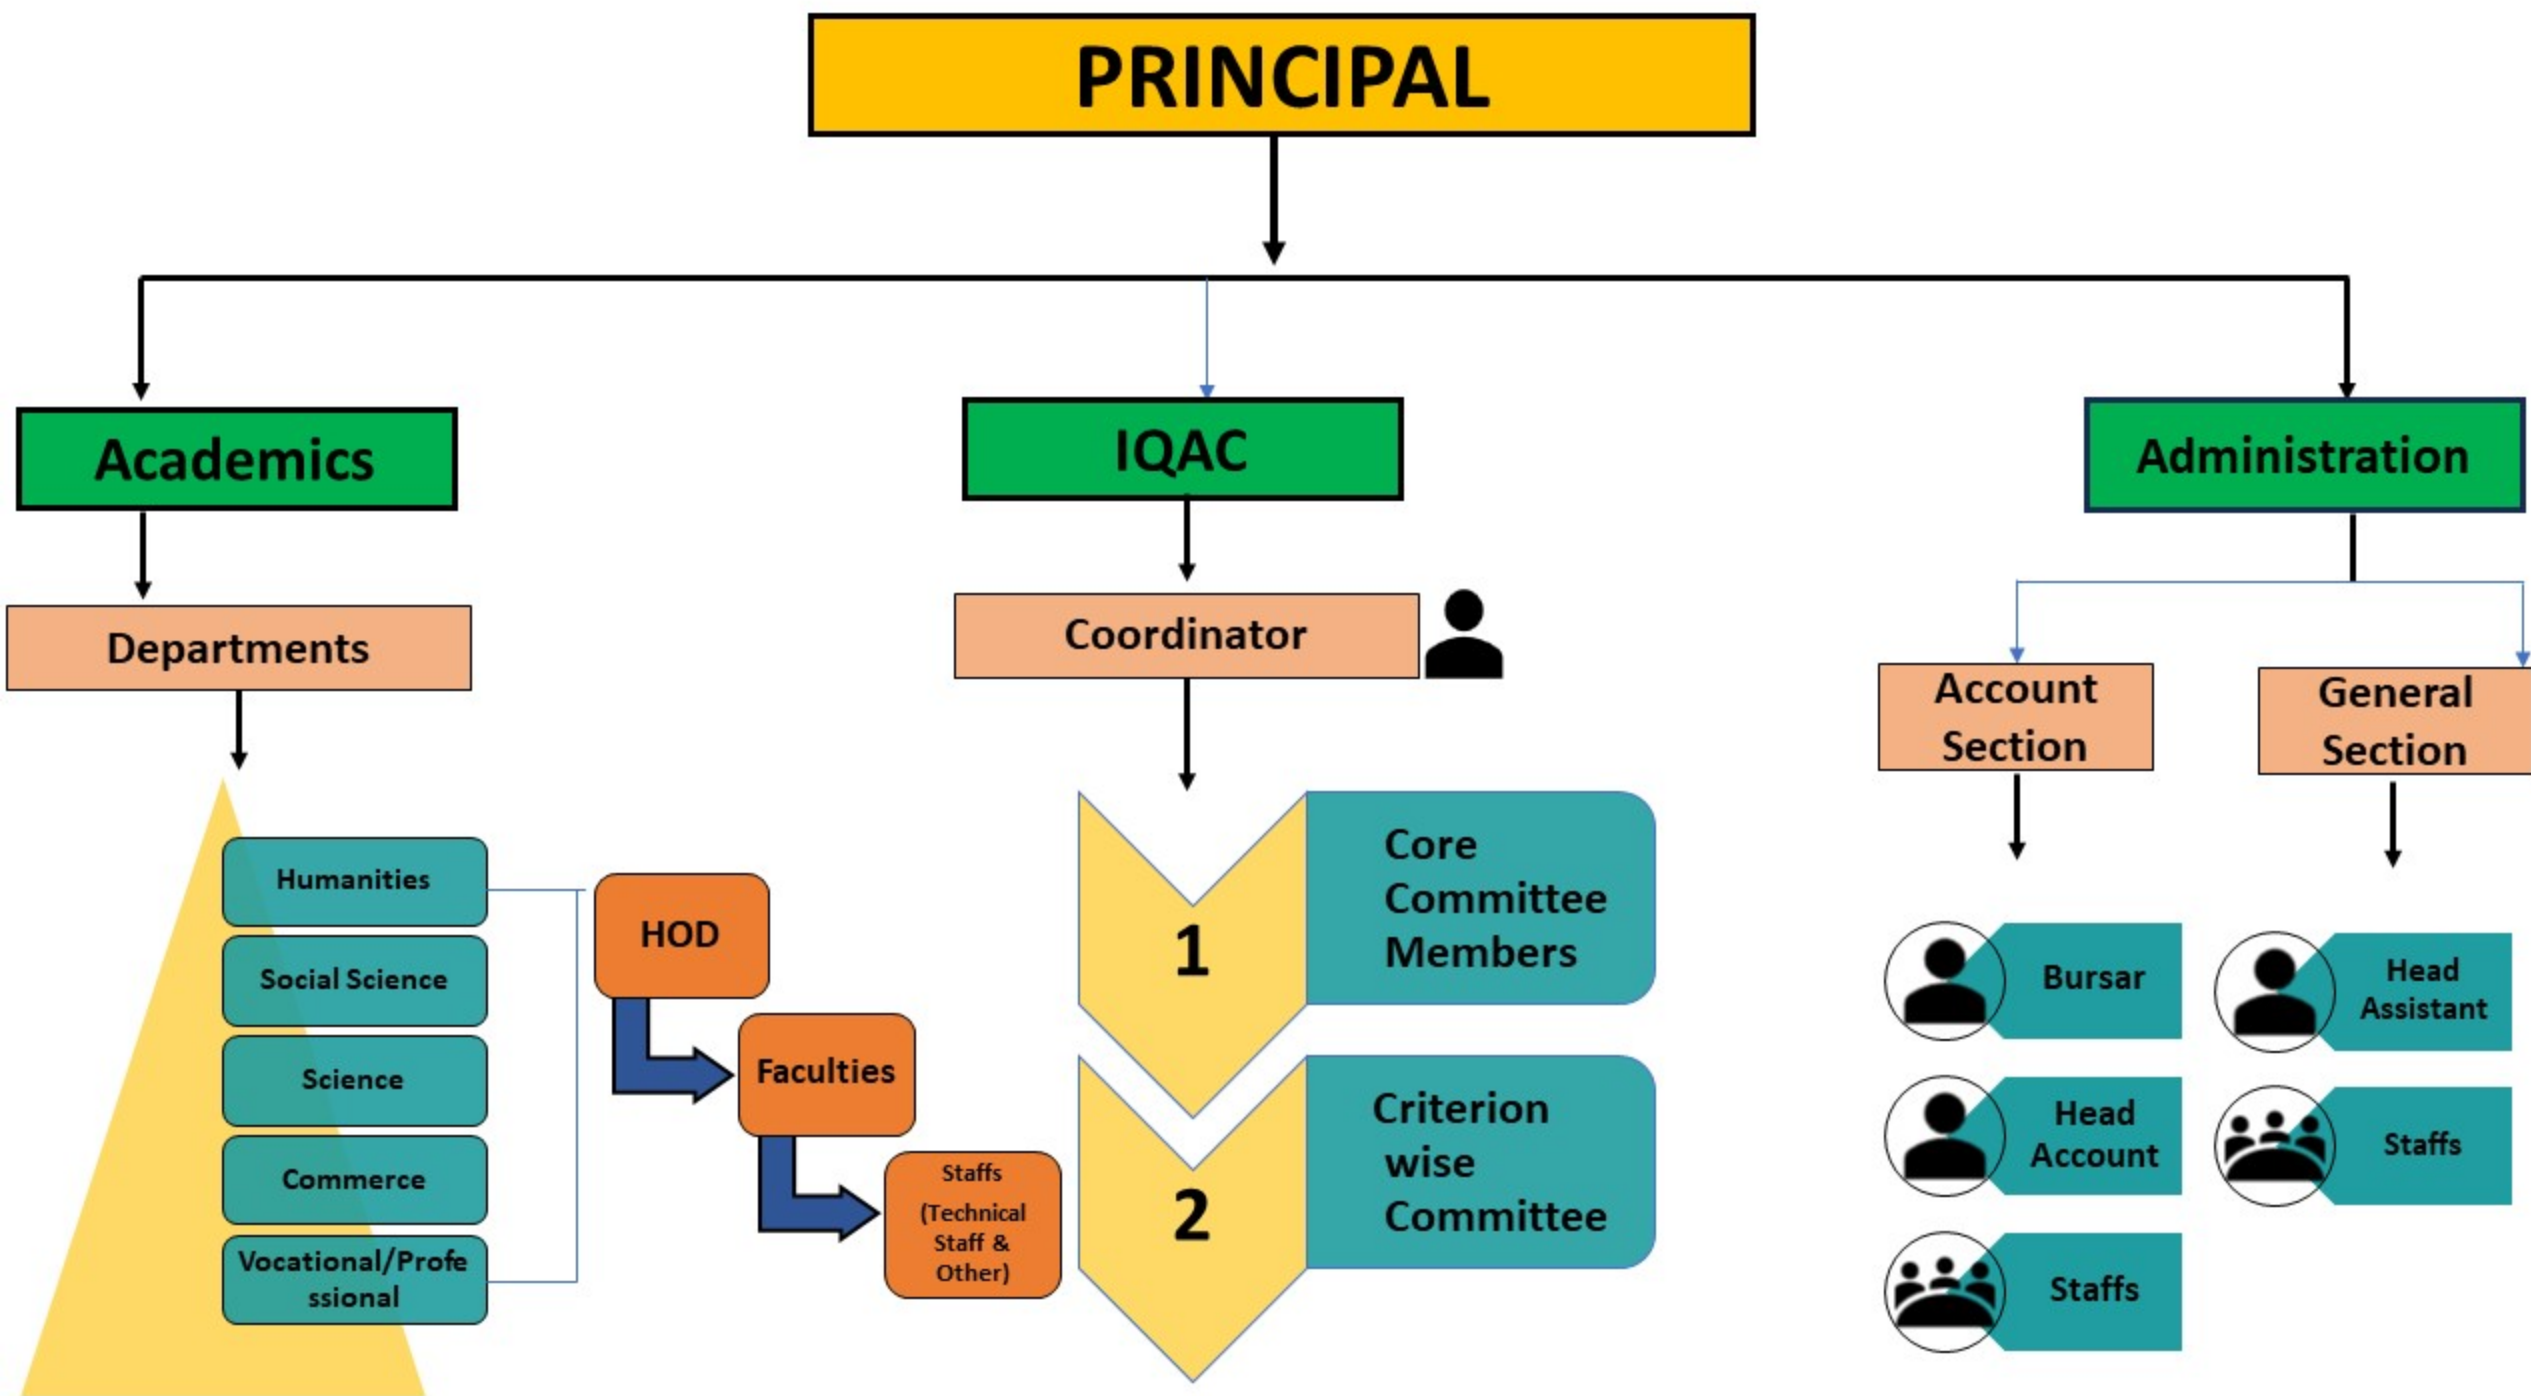 PRINCIPAL
Academics
IQAC
Administration
Departments
Coordinator
Account
Section
General
Section
Humanities
Social Science
Science
Commerce
Vocational/Profe
ssional
HOD
Faculties
Staffs
(Technical
Staff &
Other)
1
Core
Committee
Members
2
Criterion
wise
Committee
Bursar
Head
Account
Staffs
Head
Assistant
Staffs